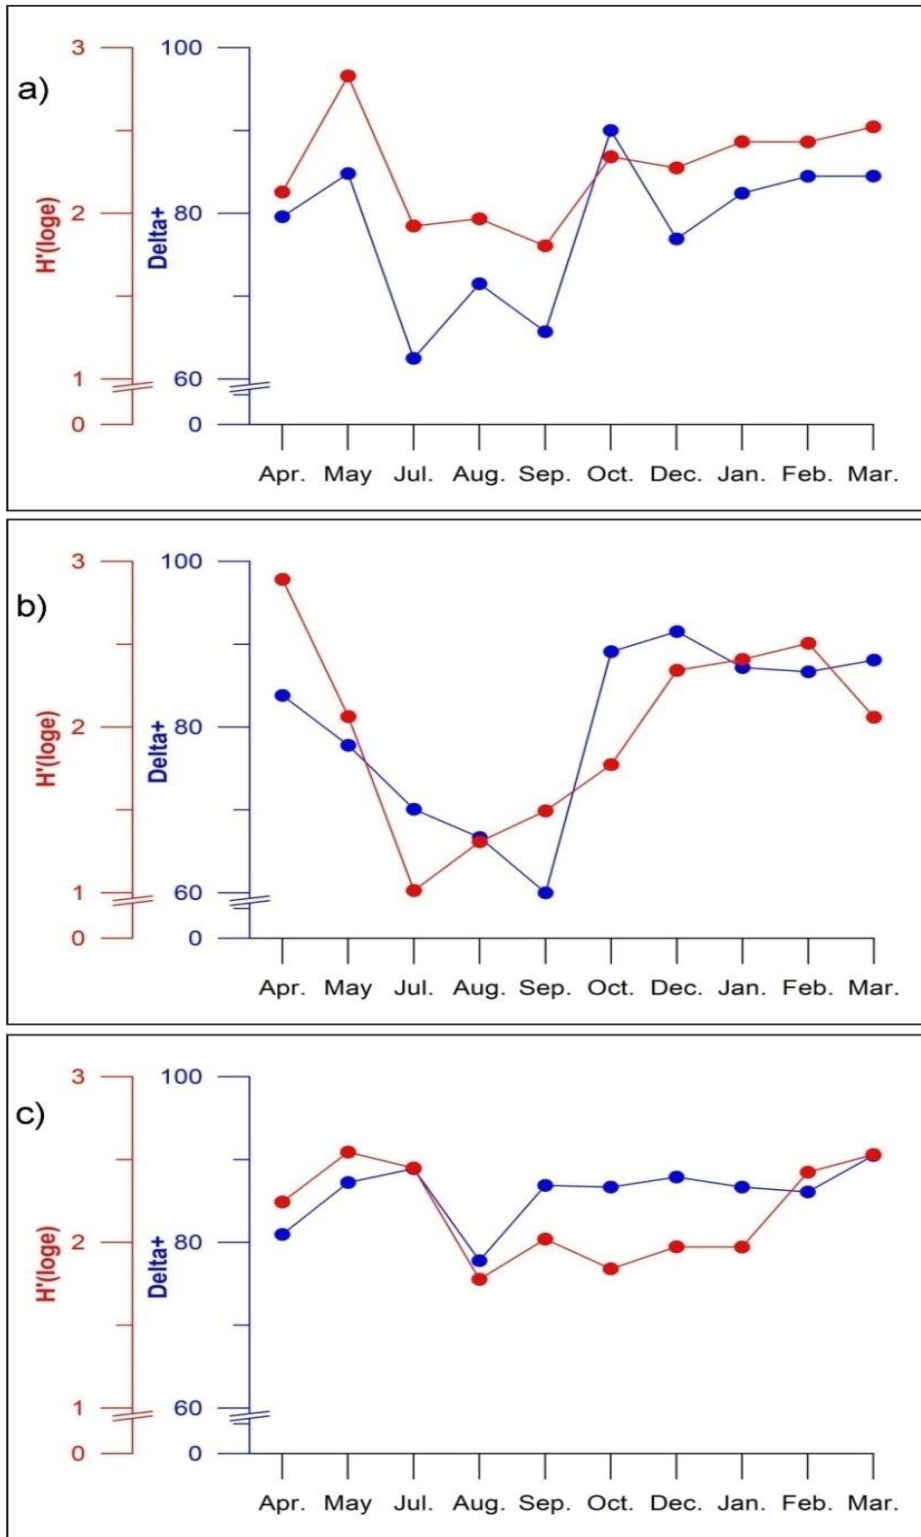 a)
3
2
1
0
H'(loge)
100
80
60
0
Delta+
Apr. May Jul. Aug. Sep. Oct. Dec. Jan. Feb. Mar.
b)
3
2
1
0
H'(loge)
100
80
60
0
Delta+
Apr. May Jul. Aug. Sep. Oct. Dec. Jan. Feb. Mar.
c)
3
2
1
0
H'(loge)
100
80
60
0
Delta+
Apr. May Jul. Aug. Sep. Oct. Dec. Jan. Feb. Mar.